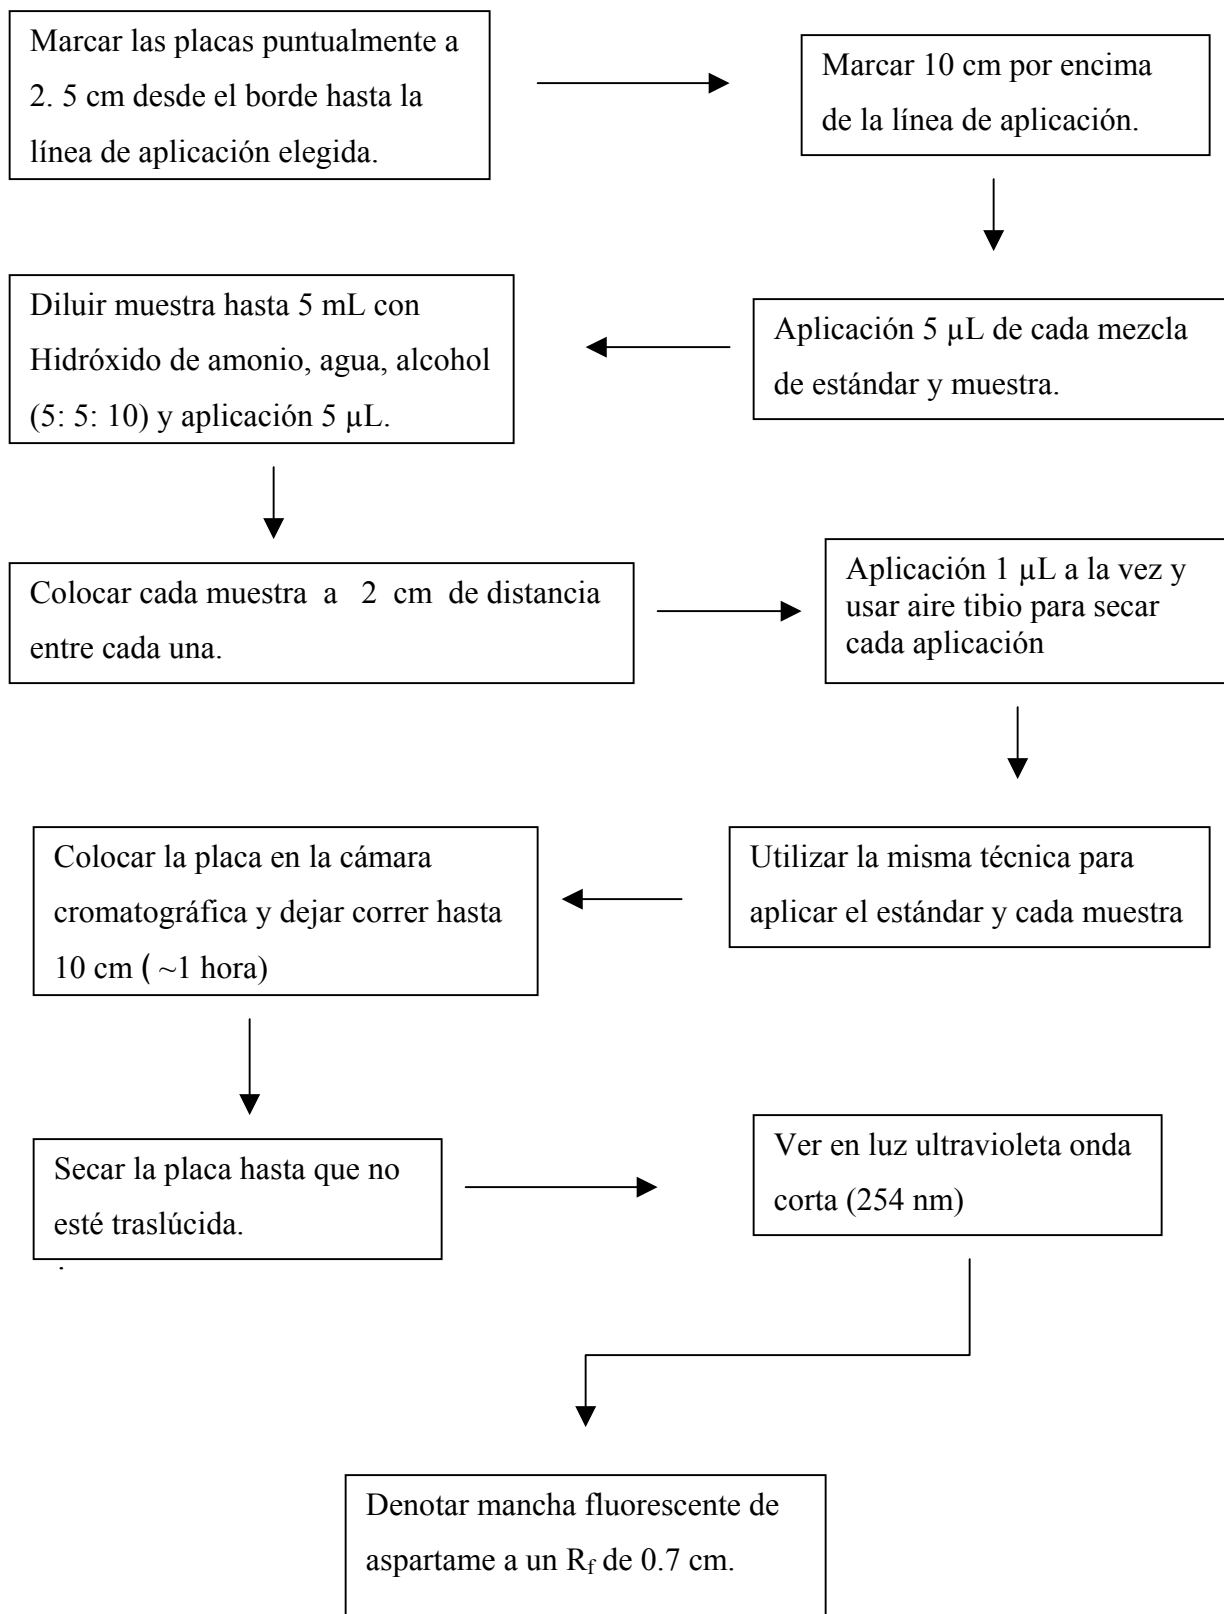 Marcar las placas puntualmente a
2. 5 cm desde el borde hasta la
línea de aplicación elegida.
Marcar 10 cm por encima
de la línea de aplicación.
Aplicación 5 µL de cada mezcla
de estándar y muestra.
Diluir muestra hasta 5 mL con
Hidróxido de amonio, agua, alcohol
(5: 5: 10) y aplicación 5 µL.
Colocar cada muestra a 2 cm de distancia
entre cada una.
Aplicación 1 µL a la vez y
usar aire tibio para secar
cada aplicación
Utilizar la misma técnica para
aplicar el estándar y cada muestra
Colocar la placa en la cámara
cromatográfica y dejar correr hasta
10 cm ( ~1 hora)
Secar la placa hasta que no
esté traslúcida.
Ver en luz ultravioleta onda
corta (254 nm)
Denotar mancha fluorescente de
aspartame a un Rf de 0.7 cm.